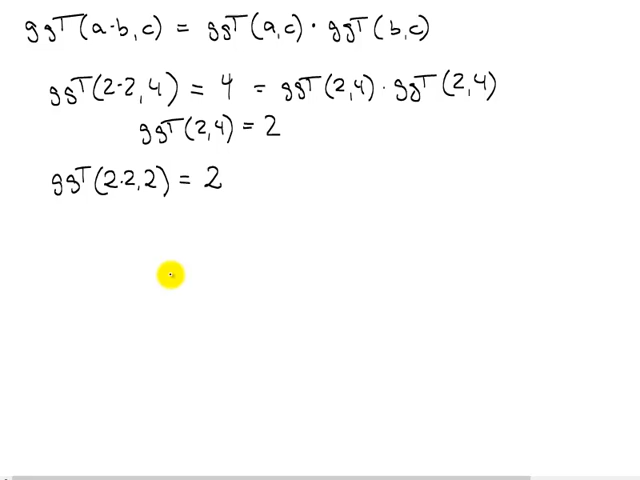 ggT(a·b,c) = ggT(a,c) · ggT(b,c)
ggT(2·2,4) = 4 = ggT(2,4) · ggT(2,4)
ggT(2,4) = 2
ggT(2·2,2) = 2